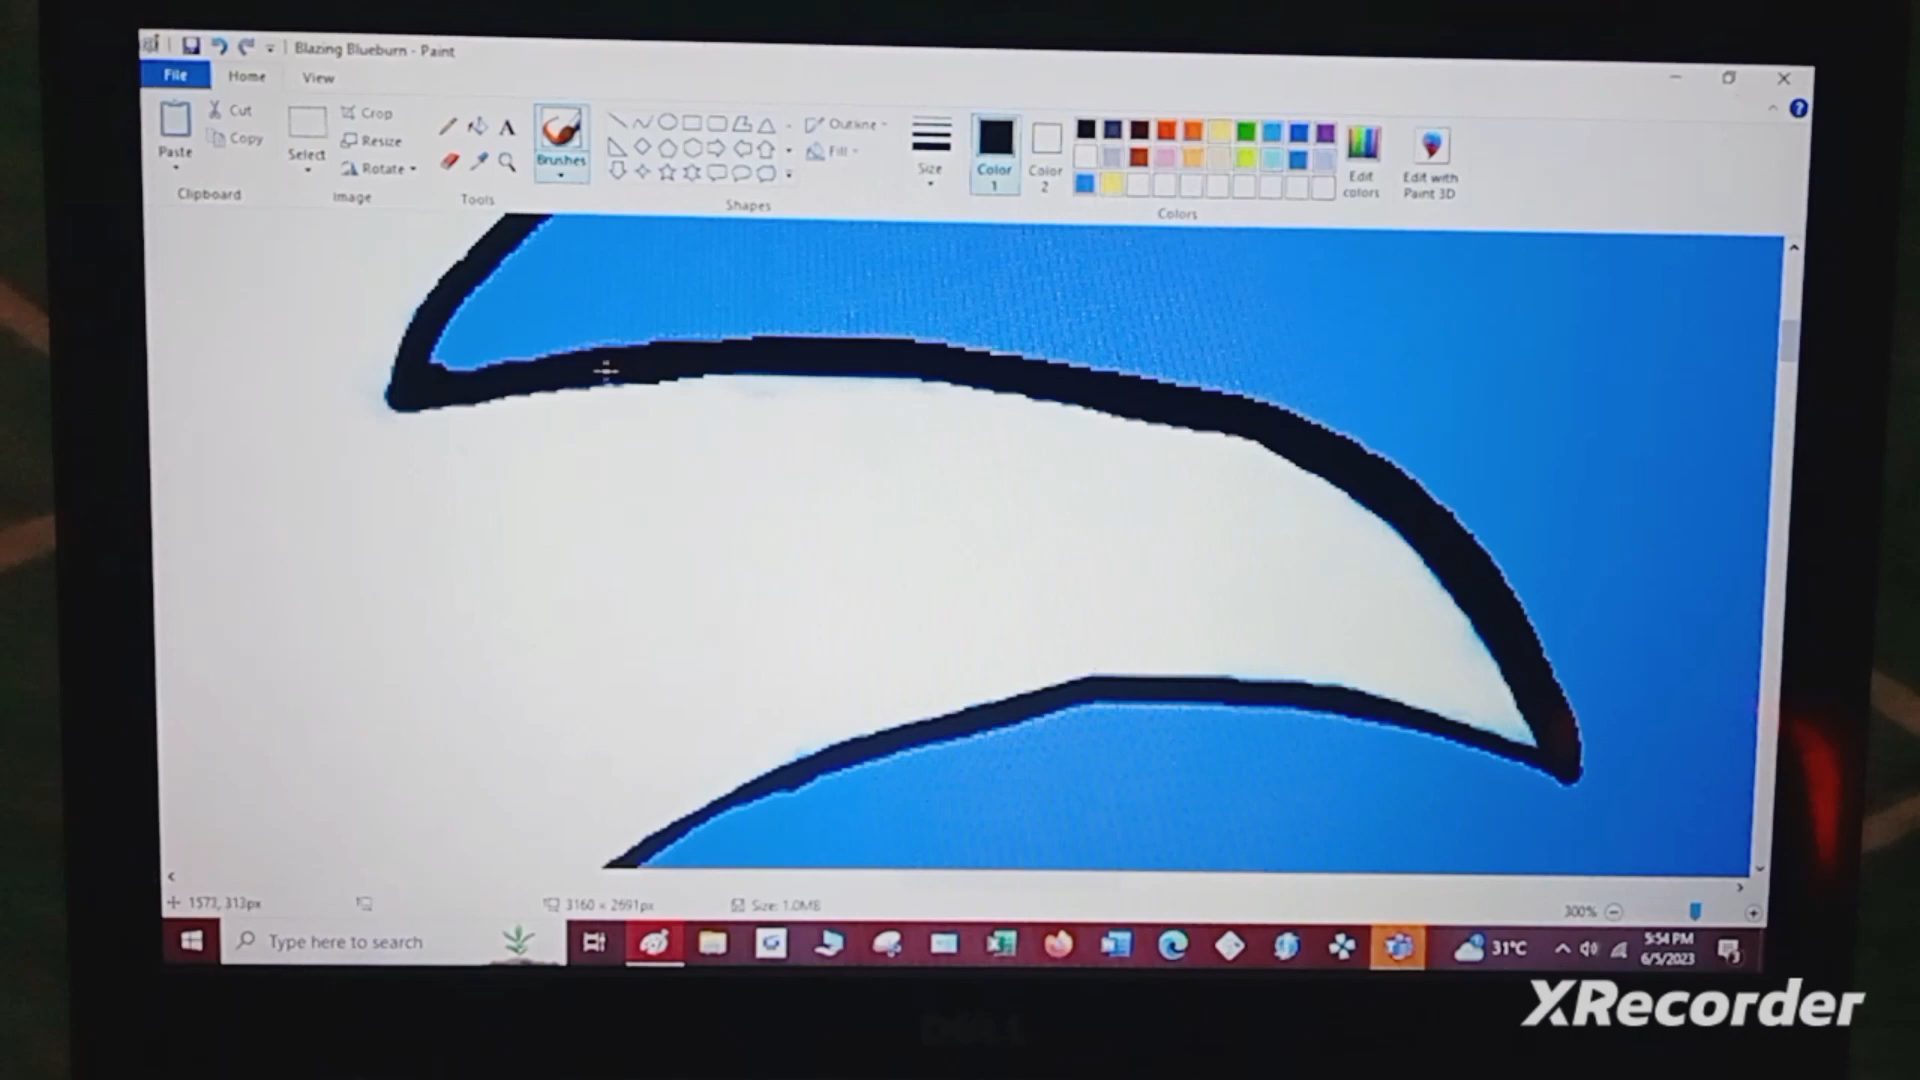 Blazing Blueburn - Paint
File Home View
Paste
Cut
Copy
Clipboard
Select
Crop
Resize
Rotate
Image
A
Tools
Brushes
Shapes
Outline
Fill
Size
Color 1
Color 2
Colors
Edit colors
Edit with Paint 3D
1573, 313px
3160 × 2691px
Size: 1.0MB
300%
Type here to search
31°C
5:54 PM
6/5/2023
DELL
XRecorder